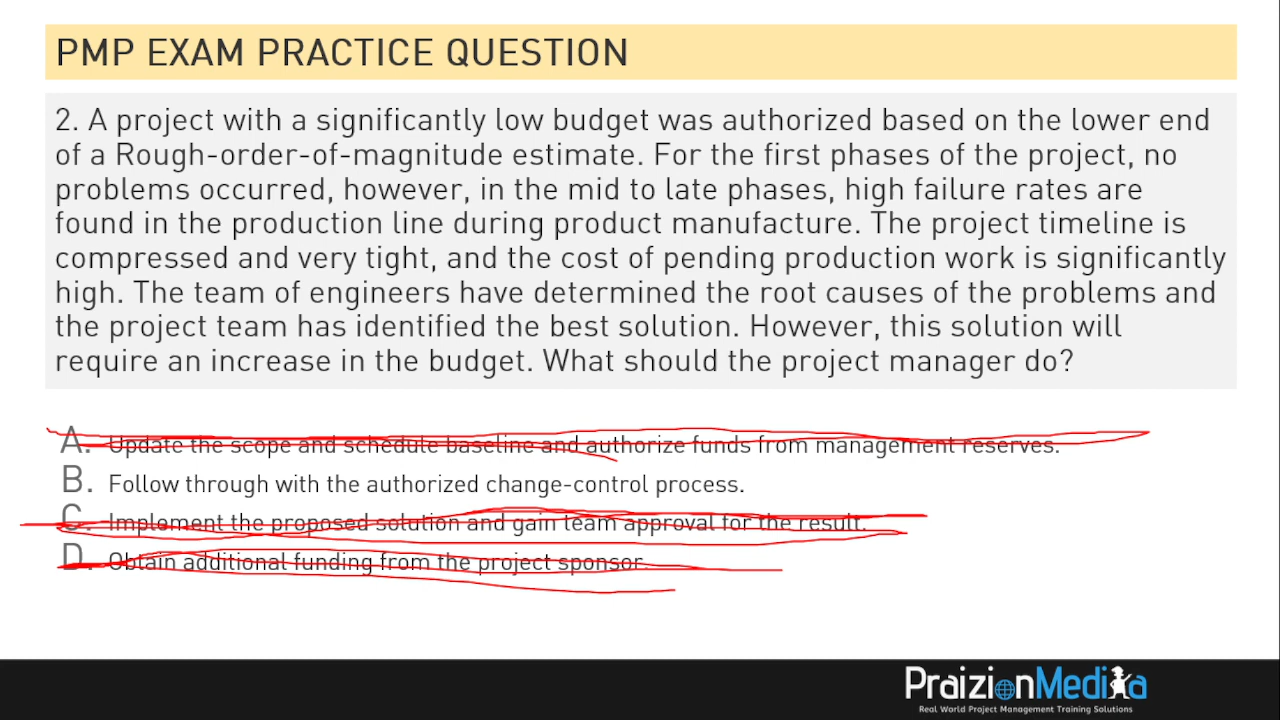 PMP EXAM PRACTICE QUESTION
2. A project with a significantly low budget was authorized based on the lower end
of a Rough-order-of-magnitude estimate. For the first phases of the project, no
problems occurred, however, in the mid to late phases, high failure rates are
found in the production line during product manufacture. The project timeline is
compressed and very tight, and the cost of pending production work is significantly
high. The team of engineers have determined the root causes of the problems and
the project team has identified the best solution. However, this solution will
require an increase in the budget. What should the project manager do?
A. Update the scope and schedule baseline and authorize funds from management reserves.
B. Follow through with the authorized change-control process.
C. Implement the proposed solution and gain team approval for the result.
D. Obtain additional funding from the project sponsor.
PraizionMedia
Real World Project Management Training Solutions